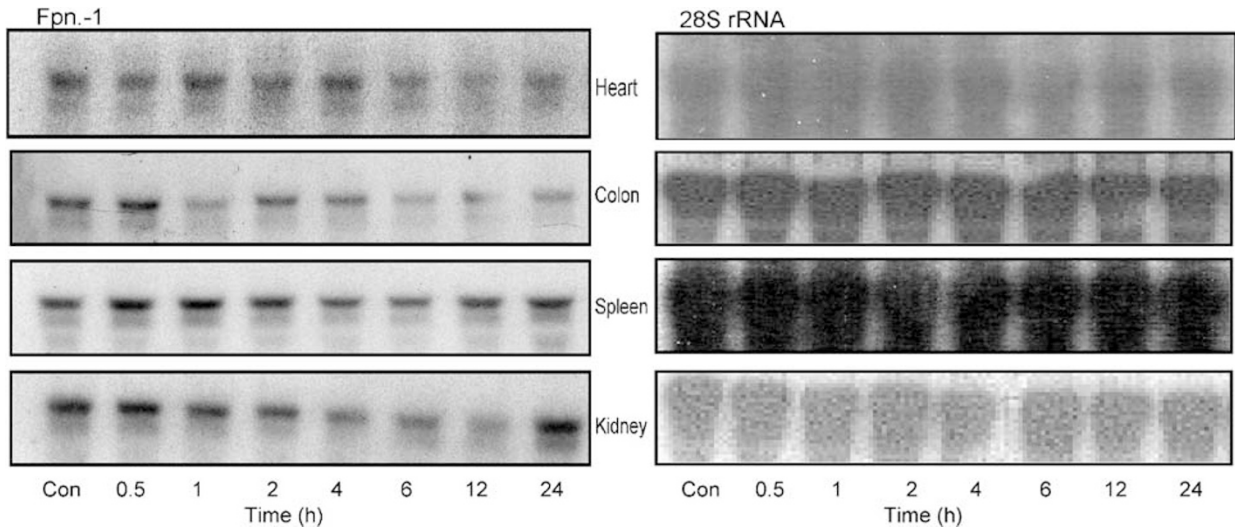 Fpn.-1
28S rRNA
Heart
Colon
Spleen
Kidney
Con 0.5 1 2 4 6 12 24
Time (h)
Con 0.5 1 2 4 6 12 24
Time (h)